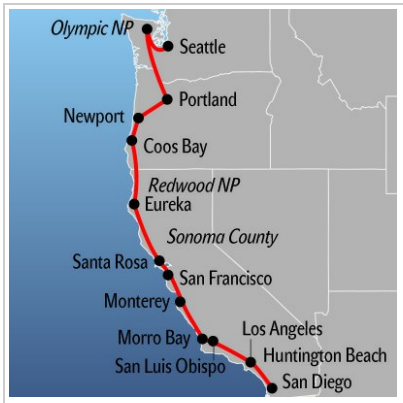 Olympic NP
Seattle
Portland
Newport
Coos Bay
Redwood NP
Eureka
Sonoma County
Santa Rosa
San Francisco
Monterey
Los Angeles
Morro Bay
Huntington Beach
San Luis Obispo
San Diego